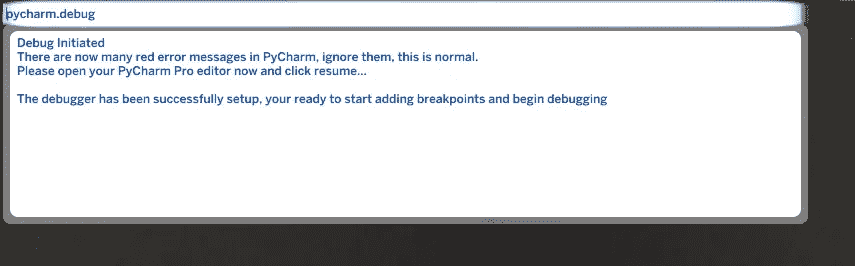 pycharm.debug
Debug Initiated
There are now many red error messages in PyCharm, ignore them, this is normal.
Please open your PyCharm Pro editor now and click resume...
The debugger has been successfully setup, your ready to start adding breakpoints and begin debugging